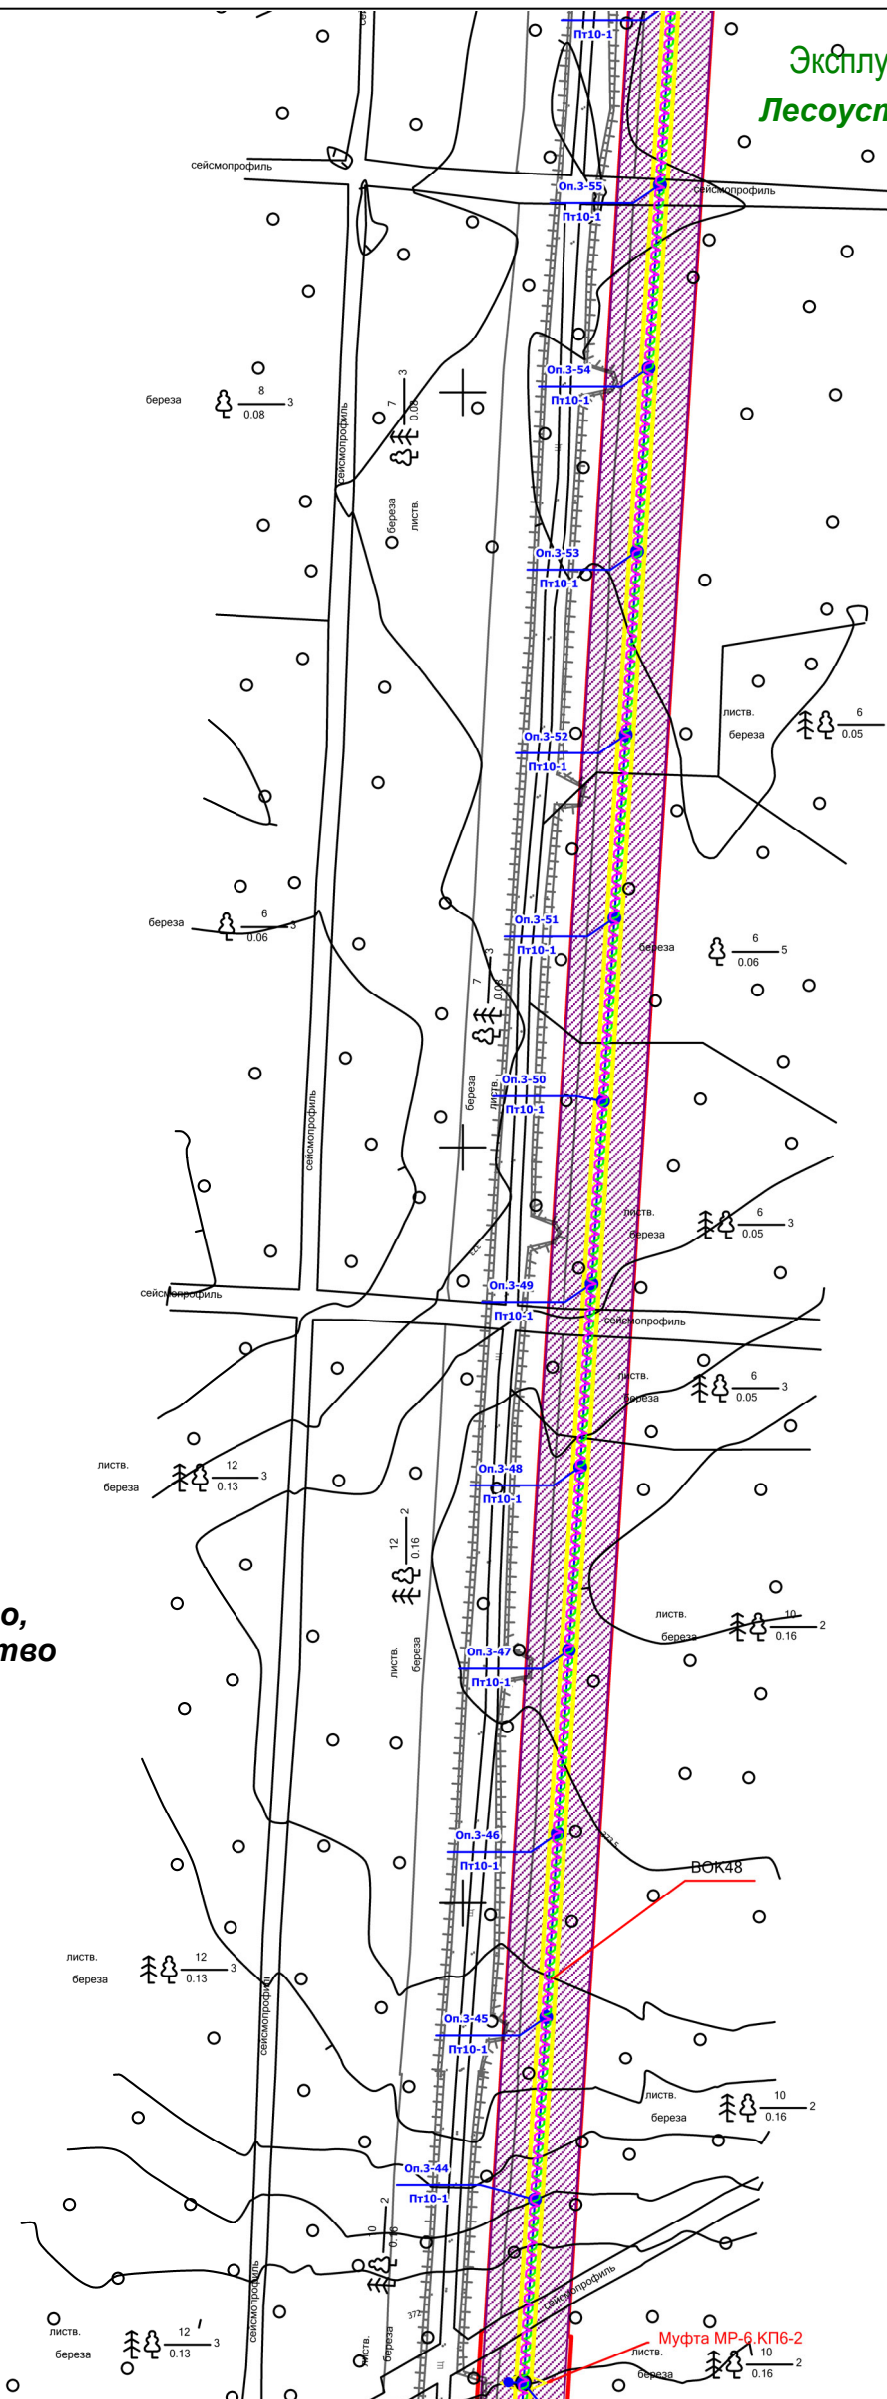 Пт10-1
Эксплу
Лесоуст
сейсмопрофиль
Оп.3-55
Пт10-1
сейсмопрофиль
Оп.3-54
Пт10-1
береза
8
0.08
3
7
0.08
3
береза
листв.
сейсмопрофиль
Оп.3-53
Пт10-1
листв.
береза
6
0.05
Оп.3-52
Пт10-1
береза
6
0.06
3
Оп.3-51
Пт10-1
береза
6
0.06
5
7
0.08
3
береза
листв.
Оп.3-50
Пт10-1
сейсмопрофиль
листв.
береза
6
0.05
3
сейсмопрофиль
Оп.3-49
Пт10-1
сейсмопрофиль
листв.
береза
6
0.05
3
листв.
береза
12
0.13
3
Оп.3-48
Пт10-1
12
0.16
2
листв.
береза
о,
тво
листв.
береза
10
0.16
2
Оп.3-47
Пт10-1
Оп.3-46
Пт10-1
372.5
ВОК48
листв.
береза
12
0.13
3
сейсмопрофиль
Оп.3-45
Пт10-1
листв.
береза
10
0.16
2
Оп.3-44
Пт10-1
10
0.16
2
листв.
береза
372
сейсмопрофиль
сейсмопрофиль
листв.
береза
12
0.13
3
Муфта МР-6.КП6-2
листв.
береза
10
0.16
2